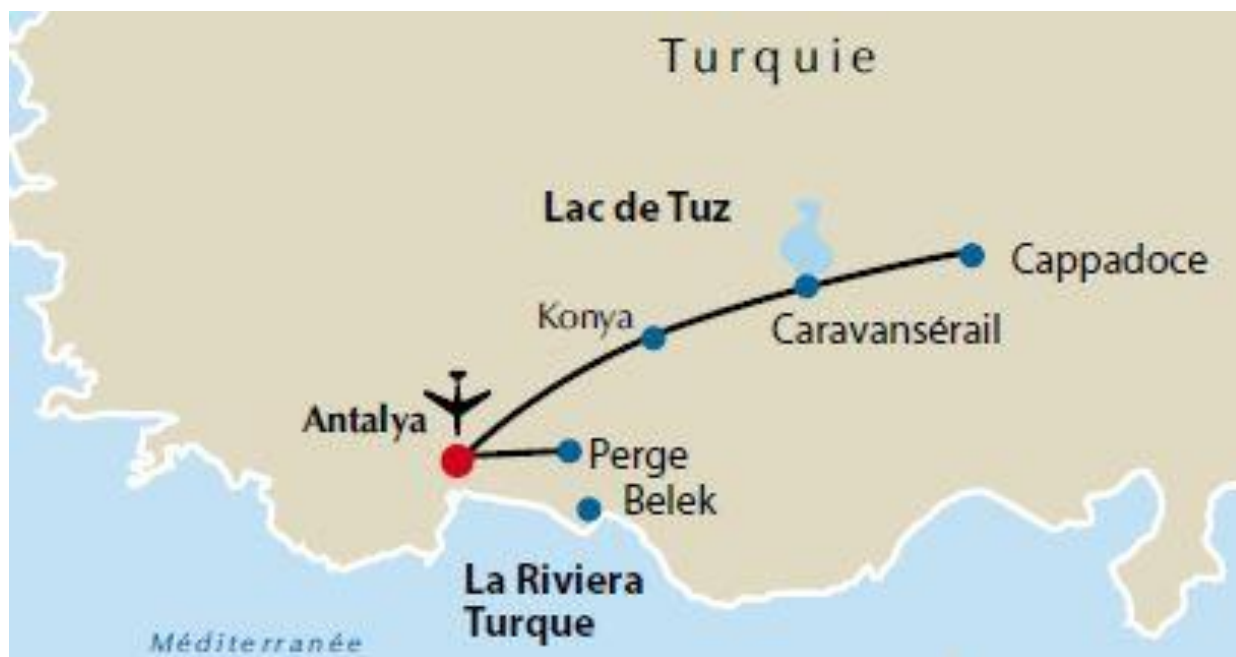 Turquie
Lac de Tuz
Cappadoce
Konya
Caravansérail
Antalya
Perge
Belek
La Riviera
Turque
Méditerranée